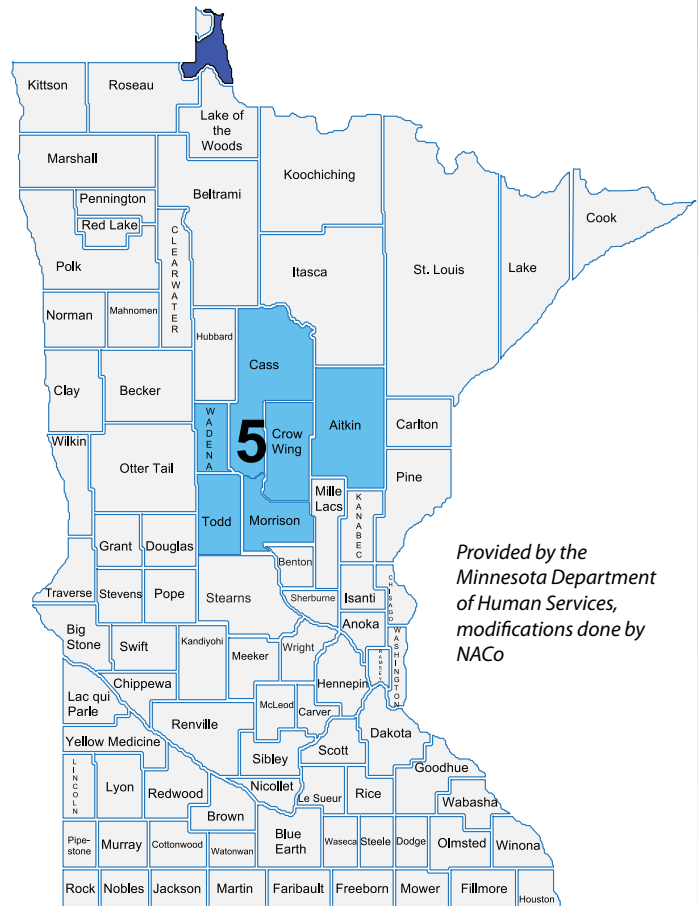 Kittson
Roseau
Lake of
the
Woods
Marshall
Koochiching
Beltrami
Pennington
Red Lake
Cook
CLEARWATER
Polk
Itasca
St. Louis
Lake
Norman
Mahnomen
Hubbard
Cass
Clay
Becker
WADENA
5
Crow
Wing
Aitkin
Carlton
Wilkin
Otter Tail
Pine
Mille
Lacs
KANABEC
Todd
Morrison
Grant
Douglas
Benton
Provided by the
Minnesota Department
of Human Services,
modifications done by
NACo
Traverse
Stevens
Pope
Stearns
Sherburne
Isanti
CHISAGO
Anoka
Big
Stone
Swift
Kandiyohi
Meeker
Wright
RAMSEY
WASHINGTON
Chippewa
Hennepin
Lac qui
Parle
Renville
McLeod
Carver
Dakota
Yellow Medicine
Sibley
Scott
Goodhue
LINCOLN
Lyon
Redwood
Nicollet
Le Sueur
Rice
Wabasha
Brown
Pipe-
stone
Murray
Cottonwood
Watonwan
Blue
Earth
Waseca
Steele
Dodge
Olmsted
Winona
Rock
Nobles
Jackson
Martin
Faribault
Freeborn
Mower
Fillmore
Houston